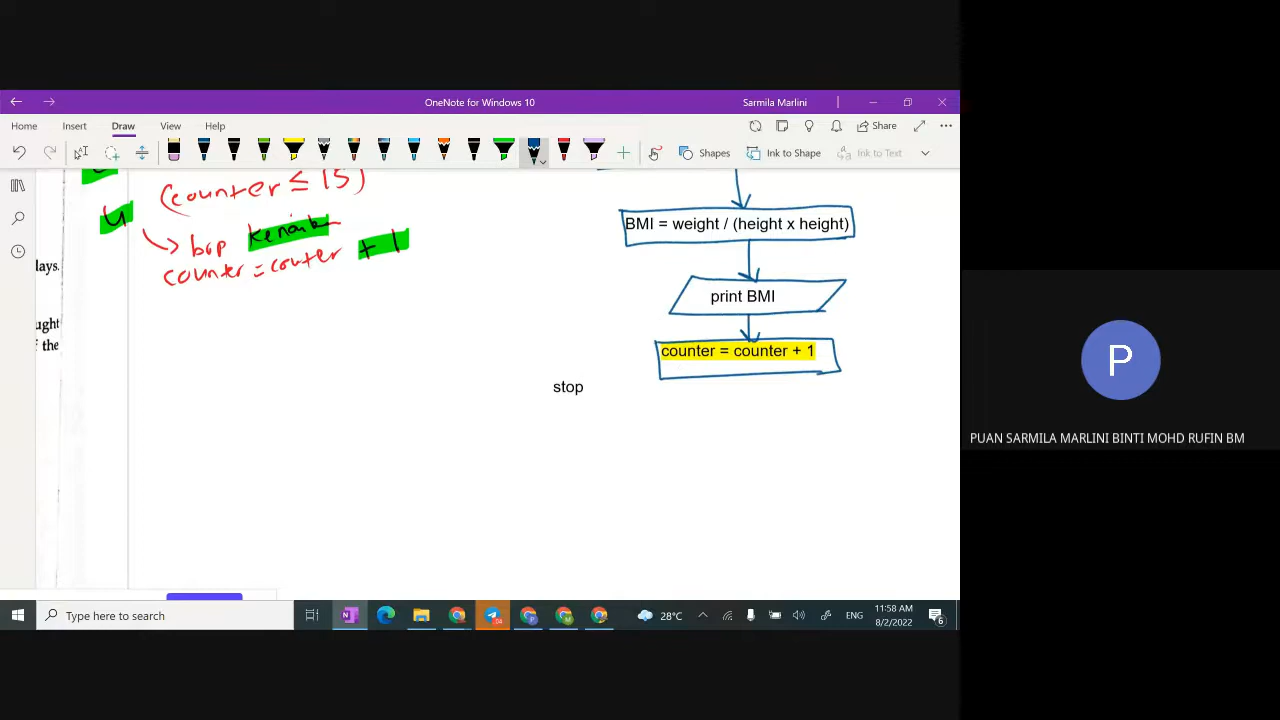 OneNote for Windows 10
Sarmila Marlini
Home
Insert
Draw
View
Help
Share
Shapes
Ink to Shape
Ink to Text
(counter ≤ 15)
4
counter = counter + 1
lays.
ught
f the
BMI = weight / (height x height)
print BMI
counter = counter + 1
stop
P
PUAN SARMILA MARLINI BINTI MOHD RUFIN BM
Type here to search
28°C
ENG
11:58 AM
8/2/2022
6